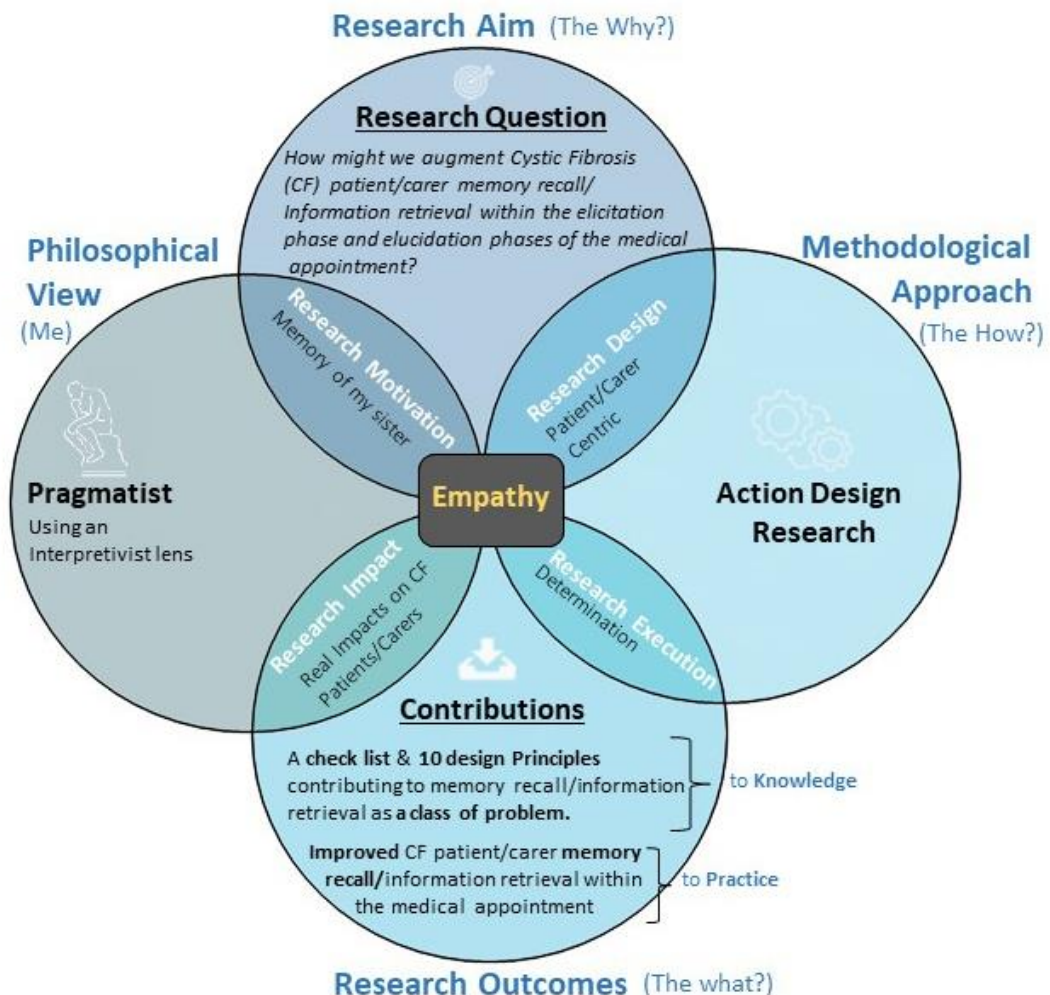 Research Aim (The Why?)
Research Question
How might we augment Cystic Fibrosis
(CF) patient/carer memory recall/
Information retrieval within the elicitation
phase and elucidation phases of the medical
appointment?
Philosophical
View
(Me)
Methodological
Approach
(The How?)
Research Motivation
Memory of my sister
Research Design
Patient/Carer
Centric
Pragmatist
Using an
Interpretivist lens
Empathy
Action Design
Research
Research Impact
Real Impacts on CF
Patients/Carers
Research Execution
Determination
Contributions
A check list & 10 design Principles
contributing to memory recall/information
retrieval as a class of problem.
to Knowledge
Improved CF patient/carer memory
recall/information retrieval within
the medical appointment
to Practice
Research Outcomes (The what?)